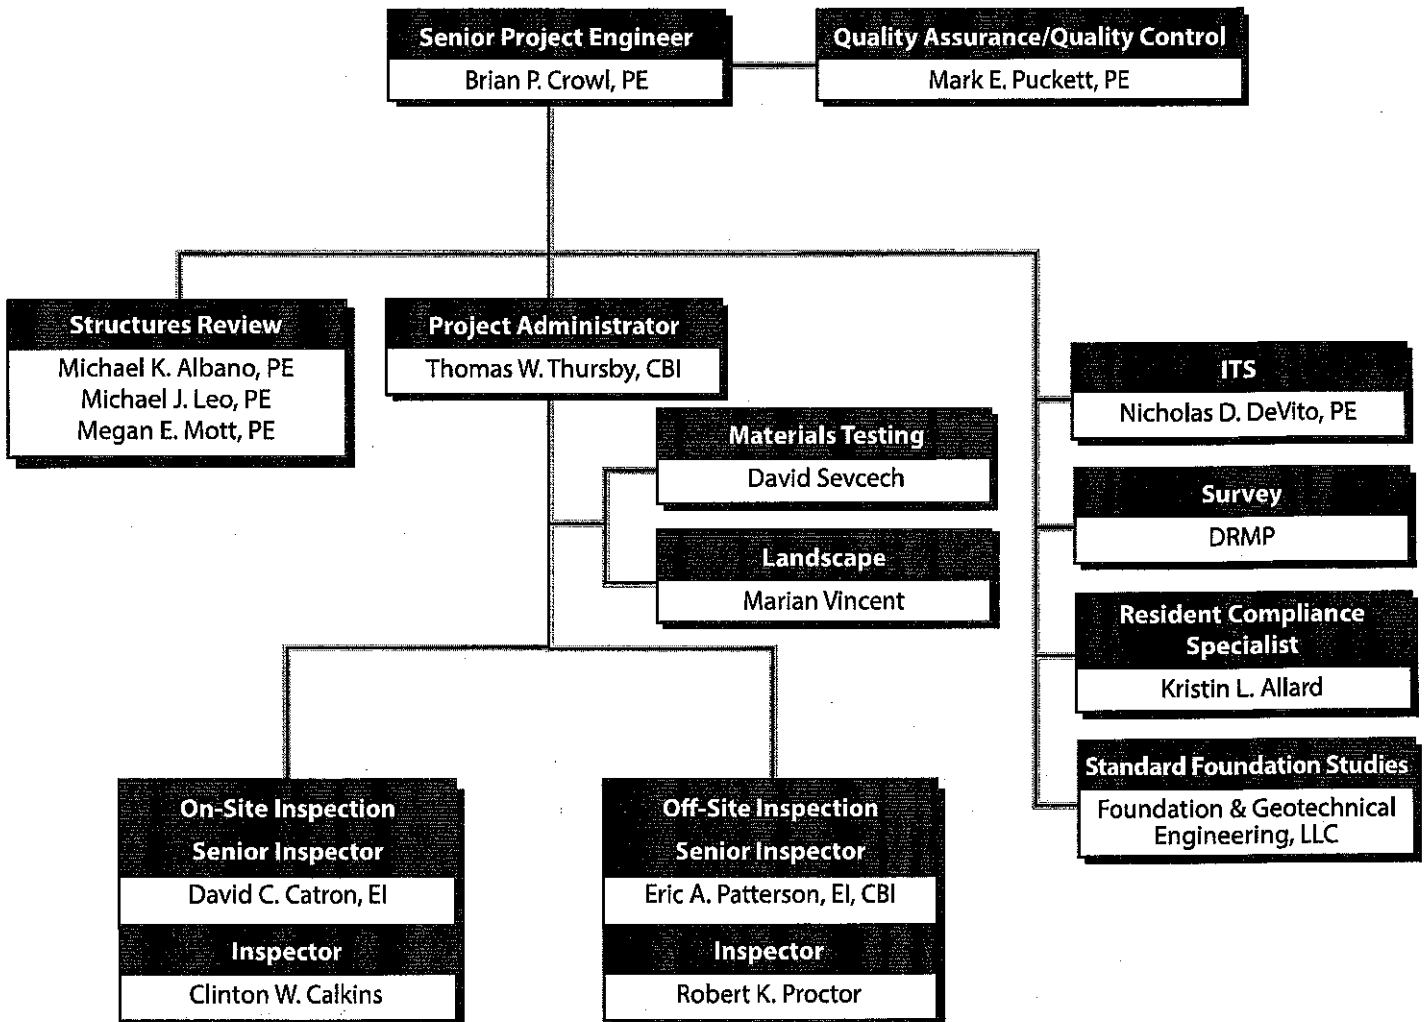 Senior Project Engineer
Brian P. Crowl, PE
Quality Assurance/Quality Control
Mark E. Puckett, PE
Structures Review
Michael K. Albano, PE
Michael J. Leo, PE
Megan E. Mott, PE
Project Administrator
Thomas W. Thursby, CBI
Materials Testing
David Sevcech
Landscape
Marian Vincent
ITS
Nicholas D. DeVito, PE
Survey
DRMP
Resident Compliance
Specialist
Kristin L. Allard
Standard Foundation Studies
Foundation & Geotechnical
Engineering, LLC
On-Site Inspection
Senior Inspector
David C. Catron, EI
Inspector
Clinton W. Calkins
Off-Site Inspection
Senior Inspector
Eric A. Patterson, EI, CBI
Inspector
Robert K. Proctor